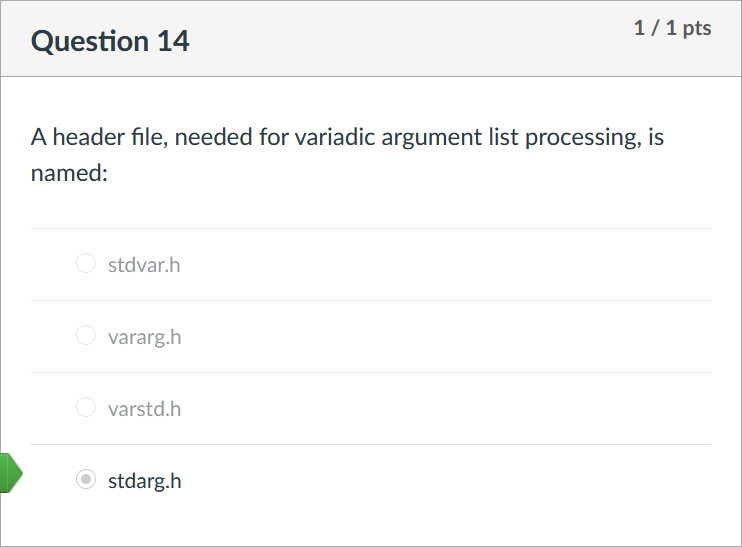 Question 14
1 / 1 pts
A header file, needed for variadic argument list processing, is
named:
stdvar.h
vararg.h
varstd.h
stdarg.h